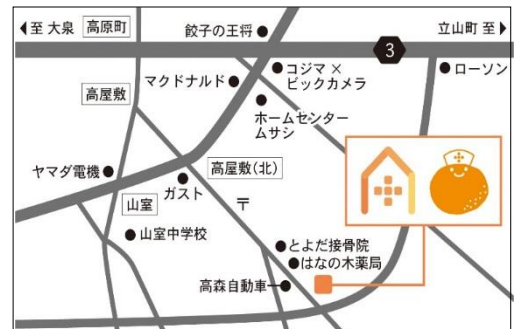 ◀至 大泉
高原町
餃子の王将
立山町 至▶
3
マクドナルド
コジマ×
ビックカメラ
ローソン
高屋敷
ホームセンター
ムサシ
ヤマダ電機
高屋敷(北)
ガスト
山室
〒
山室中学校
とよだ接骨院
はなの木薬局
高森自動車